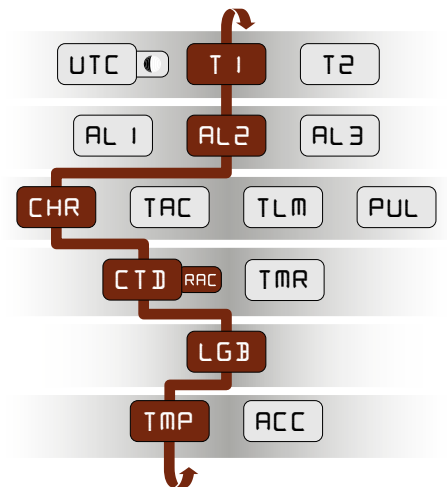 UTC T1 T2
AL1 AL2 AL3
CHR TAC TLM PUL
CTD RAC TMR
LGB
TMP ACC